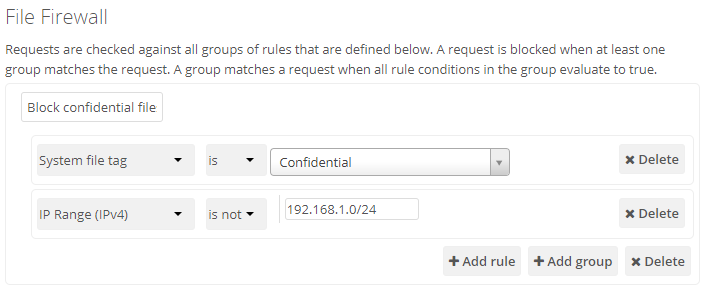 File Firewall
Requests are checked against all groups of rules that are defined below. A request is blocked when at least one
group matches the request. A group matches a request when all rule conditions in the group evaluate to true.
Block confidential file
System file tag is Confidential Delete
IP Range (IPv4) is not 192.168.1.0/24 Delete
Add rule Add group Delete